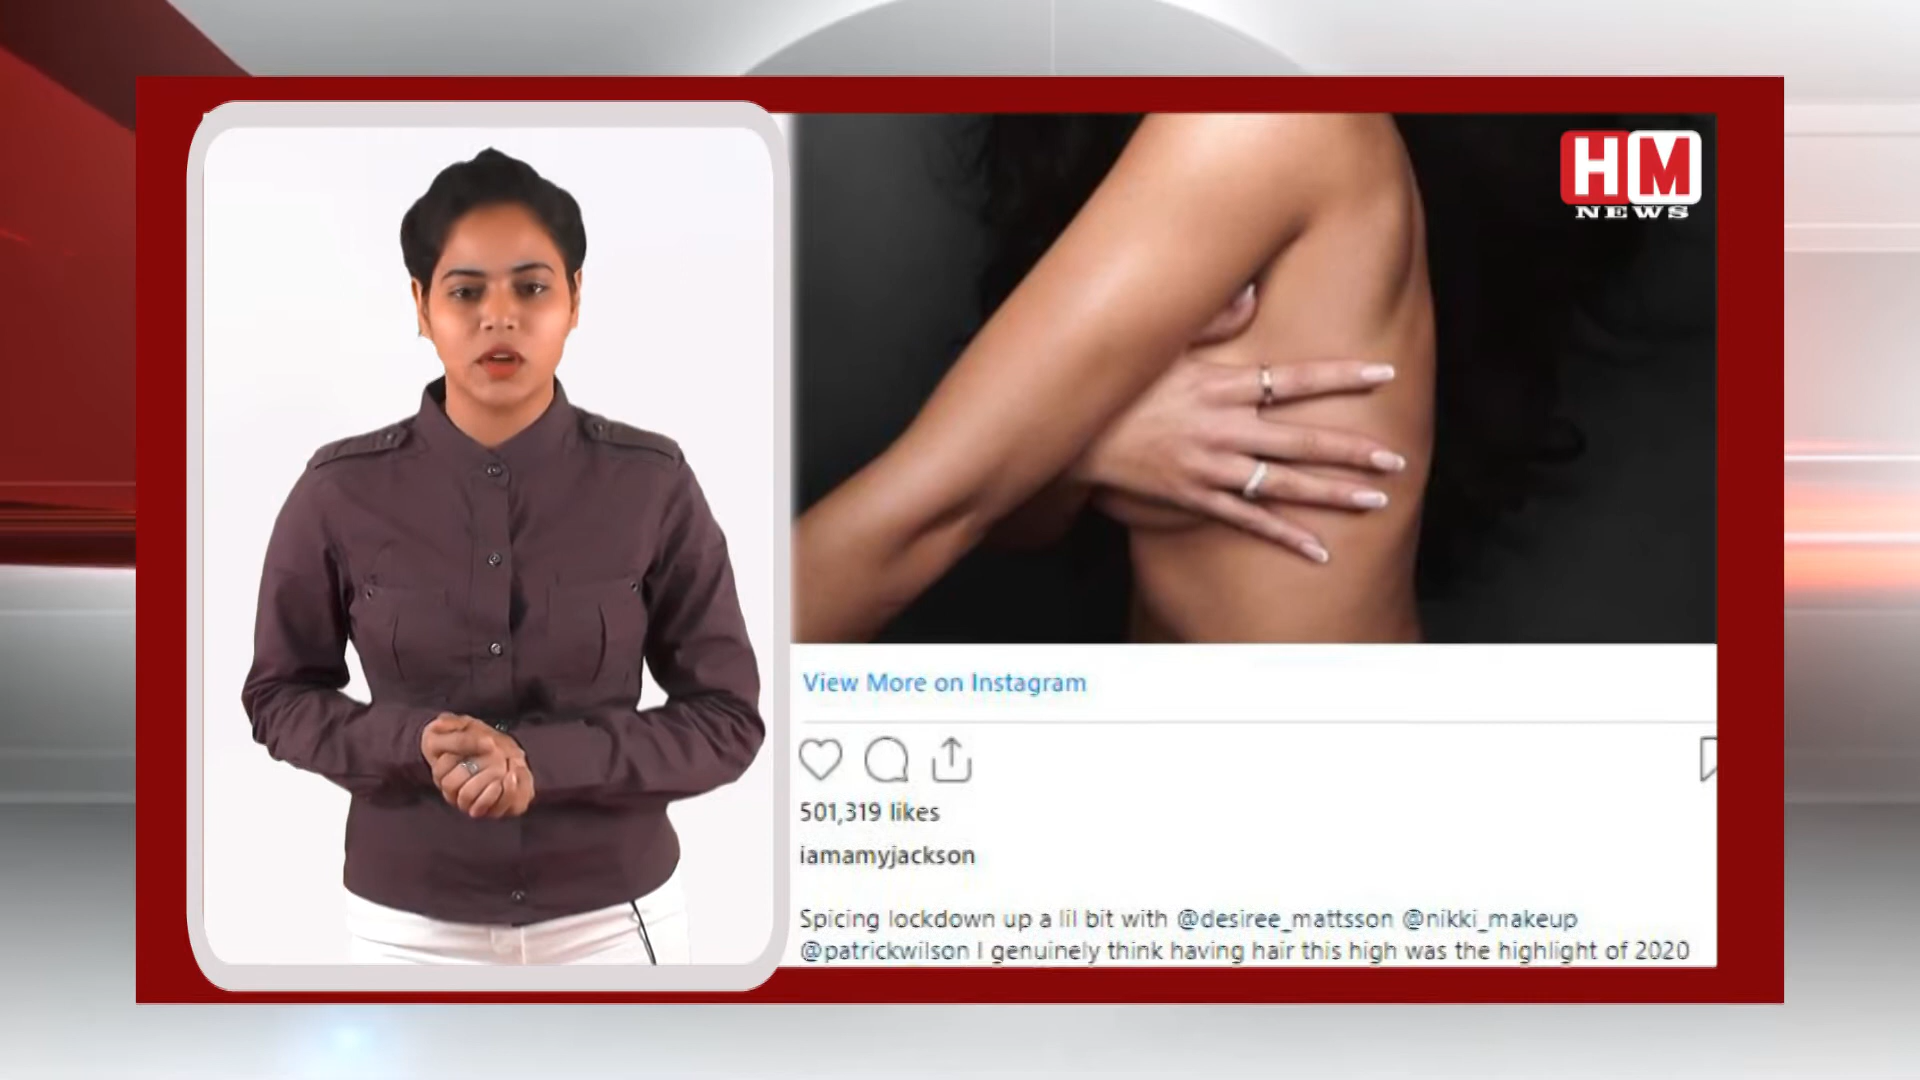 HM
NEWS
View More on Instagram
501,319 likes
iamamyjackson
Spicing lockdown up a lil bit with @desiree_mattsson @nikki_makeup
@patrickwilson I genuinely think having hair this high was the highlight of 2020